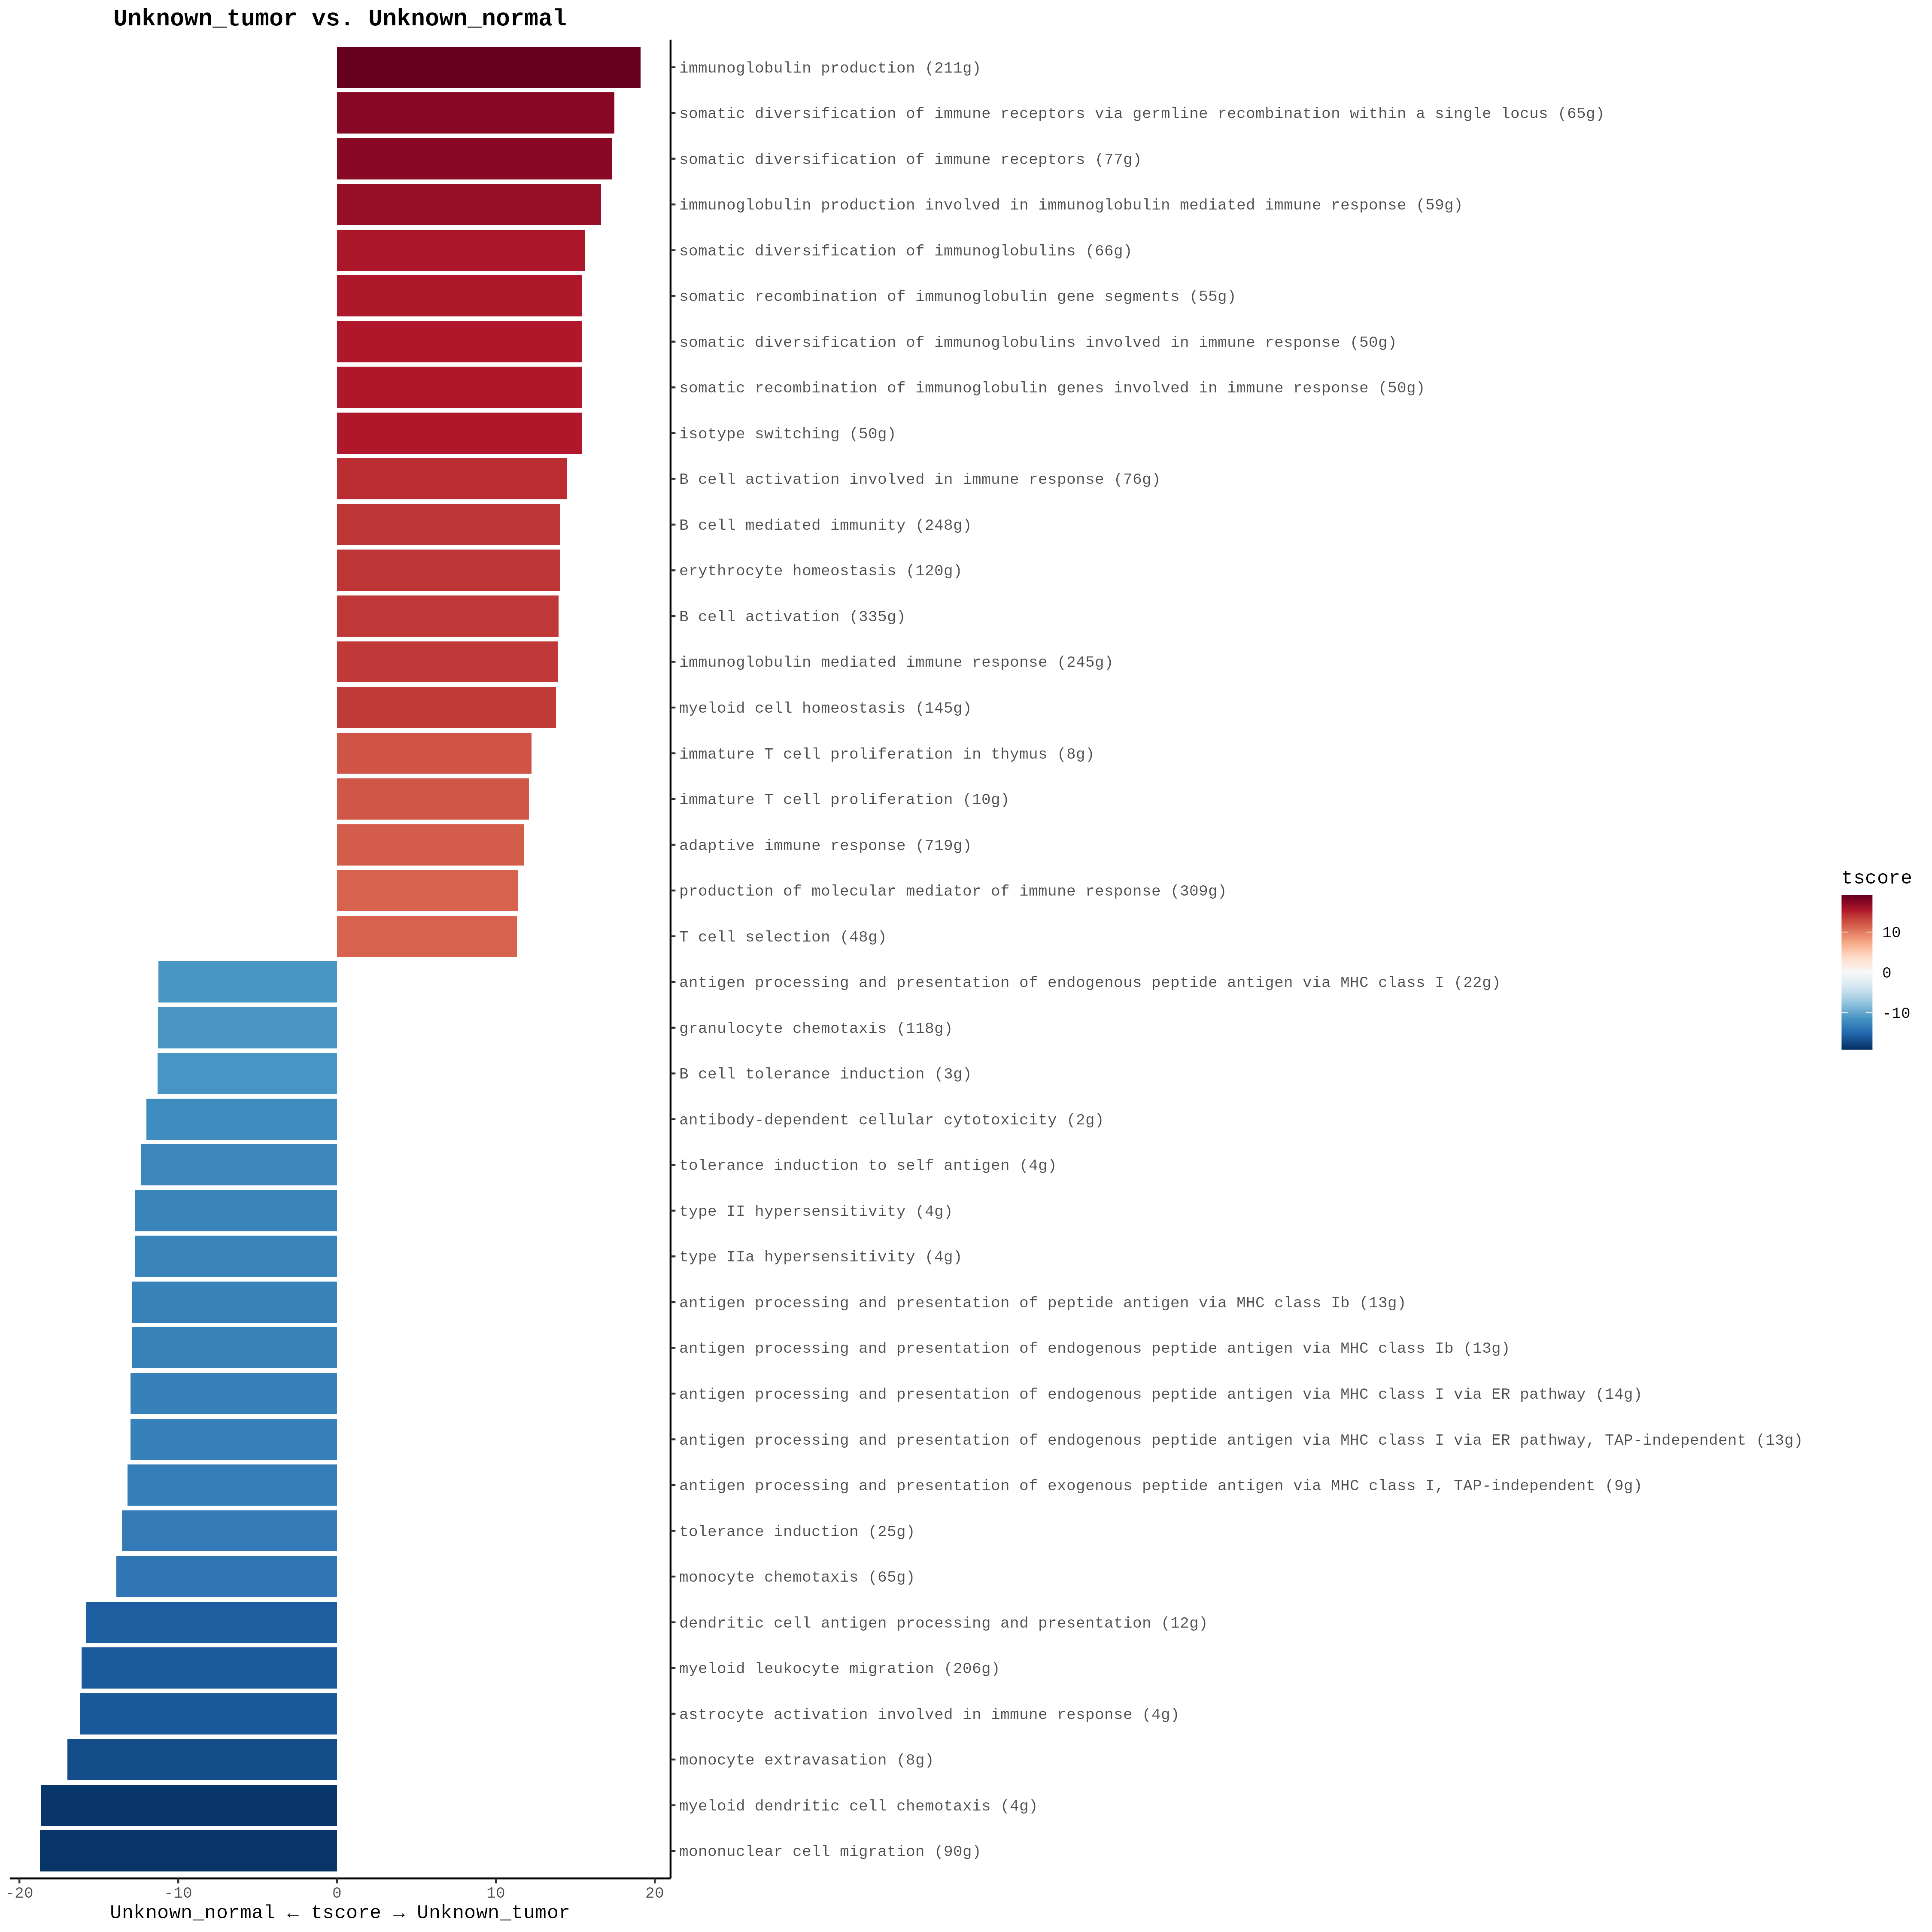 Unknown_tumor vs. Unknown_normal
immunoglobulin production (211g)
somatic diversification of immune receptors via germline recombination within a single locus (65g)
somatic diversification of immune receptors (77g)
immunoglobulin production involved in immunoglobulin mediated immune response (59g)
somatic diversification of immunoglobulins (66g)
somatic recombination of immunoglobulin gene segments (55g)
somatic diversification of immunoglobulins involved in immune response (50g)
somatic recombination of immunoglobulin genes involved in immune response (50g)
isotype switching (50g)
B cell activation involved in immune response (76g)
B cell mediated immunity (248g)
erythrocyte homeostasis (120g)
B cell activation (335g)
immunoglobulin mediated immune response (245g)
myeloid cell homeostasis (145g)
immature T cell proliferation in thymus (8g)
immature T cell proliferation (10g)
adaptive immune response (719g)
production of molecular mediator of immune response (309g)
T cell selection (48g)
antigen processing and presentation of endogenous peptide antigen via MHC class I (22g)
granulocyte chemotaxis (118g)
B cell tolerance induction (3g)
antibody-dependent cellular cytotoxicity (2g)
tolerance induction to self antigen (4g)
type II hypersensitivity (4g)
type IIa hypersensitivity (4g)
antigen processing and presentation of peptide antigen via MHC class Ib (13g)
antigen processing and presentation of endogenous peptide antigen via MHC class Ib (13g)
antigen processing and presentation of endogenous peptide antigen via MHC class I via ER pathway (14g)
antigen processing and presentation of endogenous peptide antigen via MHC class I via ER pathway, TAP-independent (13g)
antigen processing and presentation of exogenous peptide antigen via MHC class I, TAP-independent (9g)
tolerance induction (25g)
monocyte chemotaxis (65g)
dendritic cell antigen processing and presentation (12g)
myeloid leukocyte migration (206g)
astrocyte activation involved in immune response (4g)
monocyte extravasation (8g)
myeloid dendritic cell chemotaxis (4g)
mononuclear cell migration (90g)
-20 -10 0 10 20
Unknown_normal ← tscore → Unknown_tumor
tscore
10
0
-10